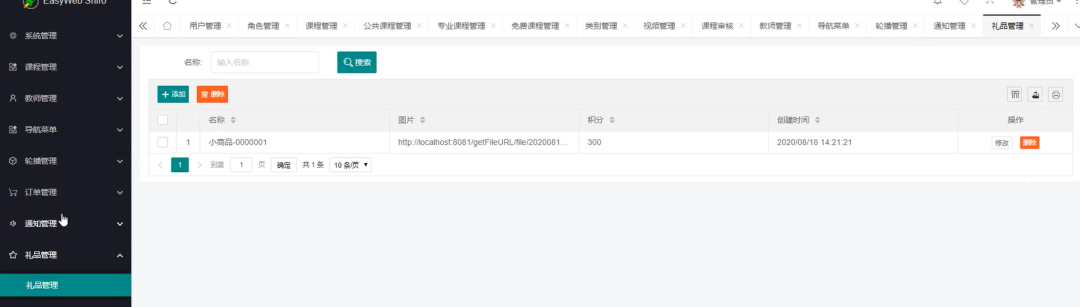 EasyWeb Shiro
管理员
系统管理
课程管理
教师管理
导航菜单
轮播管理
订单管理
通知管理
礼品管理
礼品管理
用户管理 × 角色管理 × 课程管理 × 公共课程管理 × 专业课程管理 × 免费课程管理 × 类别管理 × 视频管理 × 课程审核 × 教师管理 × 导航菜单 × 轮播管理 × 通知管理 × 礼品管理 ×
名称: 输入名称 搜索
+ 添加 删除
名称 图片 积分 创建时间 操作
1 小商品-0000001 http://localhost:8081/getFileURL/file/2020081... 300 2020/08/18 14:21:21 修改 删除
< 1 > 到第 1 页 确定 共 1 条 10 条/页